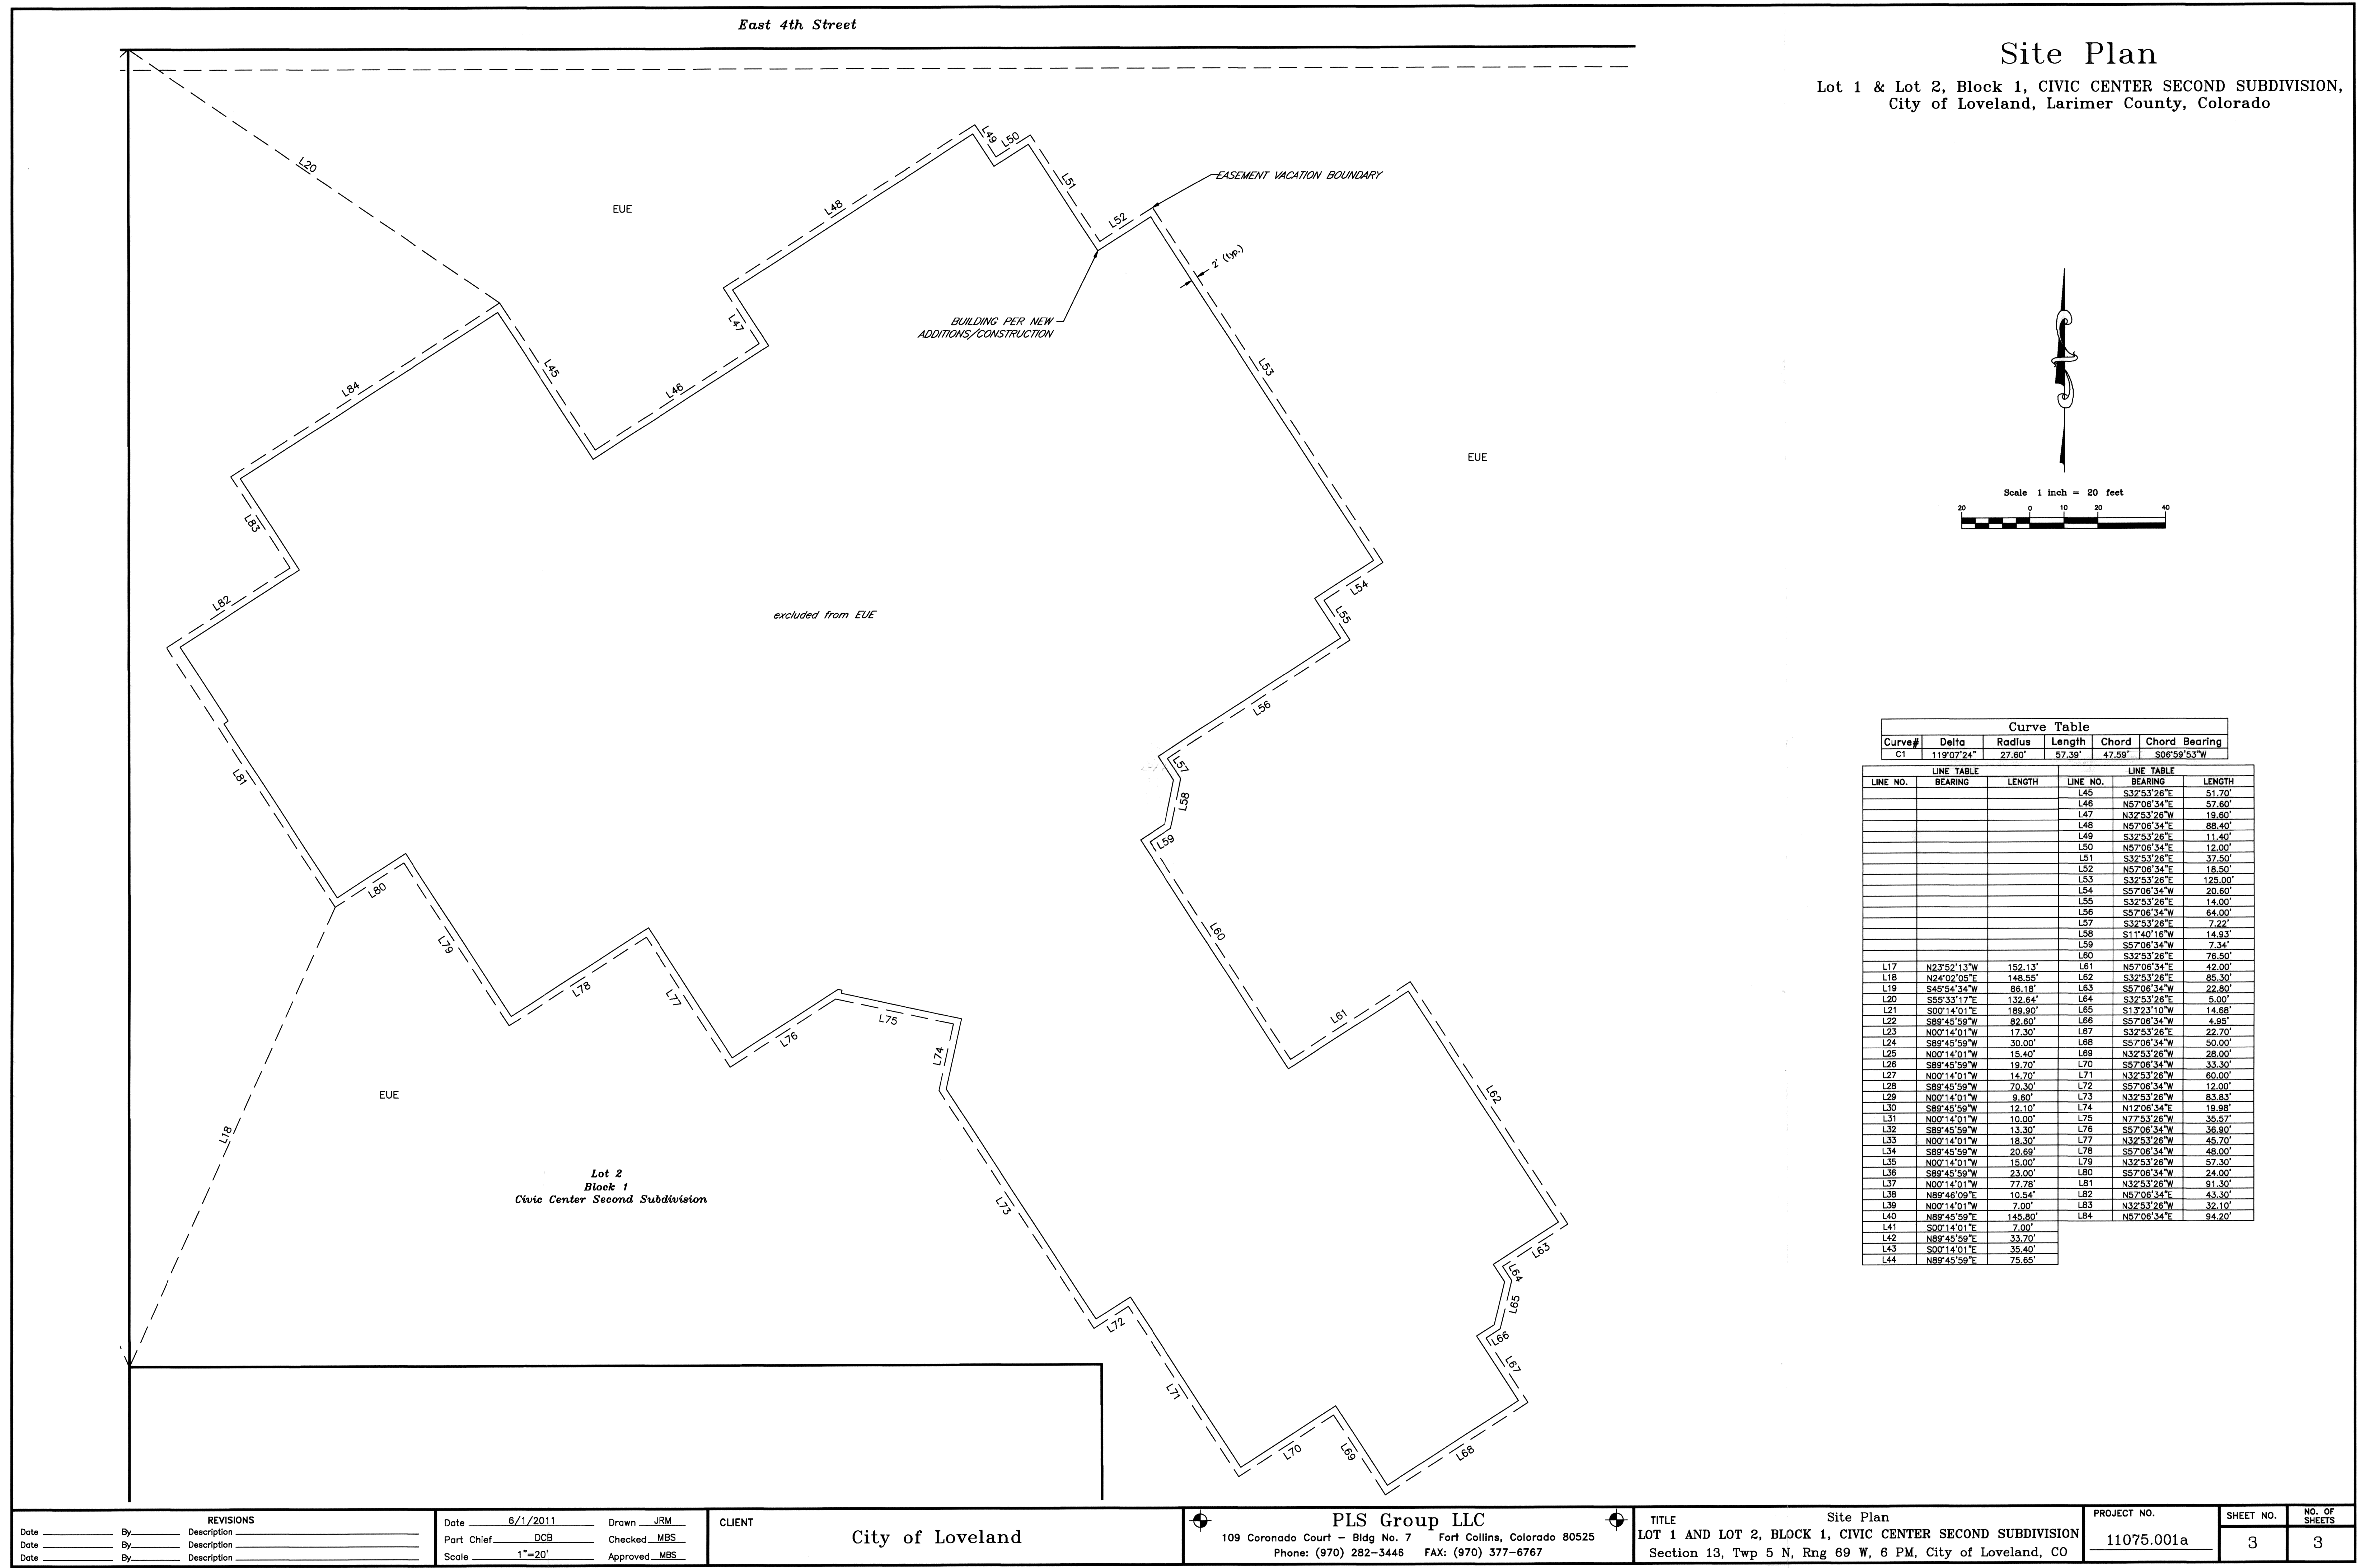 East 4th Street
Site Plan
Lot 1 & Lot 2, Block 1, CIVIC CENTER SECOND SUBDIVISION,
City of Loveland, Larimer County, Colorado
L20
EUE
L48
L49
L50
L51
L52
EASEMENT VACATION BOUNDARY
2' (typ.)
BUILDING PER NEW
ADDITIONS/CONSTRUCTION
L47
L45
L46
L84
L53
EUE
L83
L82
L54
L55
excluded from EUE
L56
L57
L58
L59
L81
L80
L79
L60
L78
L77
L76
L75
L74
L61
L62
EUE
L18
Lot 2
Block 1
Civic Center Second Subdivision
L73
L63
L64
L65
L66
L67
L72
L71
L70
L69
L68
Scale 1 inch = 20 feet
20 0 10 20 40
Curve Table
Curve# Delta Radius Length Chord Chord Bearing
C1 119°07'24" 27.60' 57.39' 47.59' S06°59'53"W
LINE TABLE LINE TABLE
LINE NO. BEARING LENGTH LINE NO. BEARING LENGTH
L45 S32°53'26"E 51.70'
L46 N57°06'34"E 57.60'
L47 N32°53'26"W 19.60'
L48 N57°06'34"E 88.40'
L49 S32°53'26"E 11.40'
L50 N57°06'34"E 12.00'
L51 S32°53'26"E 37.50'
L52 N57°06'34"E 18.50'
L53 S32°53'26"E 125.00'
L54 S57°06'34"W 20.60'
L55 S32°53'26"E 14.00'
L56 S57°06'34"W 64.00'
L57 S32°53'26"E 7.22'
L58 S11°40'16"W 14.93'
L59 S57°06'34"W 7.34'
L60 S32°53'26"E 76.50'
L17 N23°52'13"W 152.13' L61 N57°06'34"E 42.00'
L18 N24°02'05"E 148.55' L62 S32°53'26"E 85.30'
L19 S45°54'34"W 86.18' L63 S57°06'34"W 22.80'
L20 S55°33'17"E 132.64' L64 S32°53'26"E 5.00'
L21 S00°14'01"E 189.90' L65 S13°23'10"W 14.68'
L22 S89°45'59"W 82.60' L66 S57°06'34"W 4.95'
L23 N00°14'01"W 17.30' L67 S32°53'26"E 22.70'
L24 S89°45'59"W 30.00' L68 S57°06'34"W 50.00'
L25 N00°14'01"W 15.40' L69 N32°53'26"W 28.00'
L26 S89°45'59"W 19.70' L70 S57°06'34"W 33.30'
L27 N00°14'01"W 14.70' L71 N32°53'26"W 60.00'
L28 S89°45'59"W 70.30' L72 S57°06'34"W 12.00'
L29 N00°14'01"W 9.60' L73 N32°53'26"W 83.83'
L30 S89°45'59"W 12.10' L74 N12°06'34"E 19.98'
L31 N00°14'01"W 10.00' L75 N77°53'26"W 35.57'
L32 S89°45'59"W 13.30' L76 S57°06'34"W 36.90'
L33 N00°14'01"W 18.30' L77 N32°53'26"W 45.70'
L34 S89°45'59"W 20.69' L78 S57°06'34"W 48.00'
L35 N00°14'01"W 15.00' L79 N32°53'26"W 57.30'
L36 S89°45'59"W 23.00' L80 S57°06'34"W 24.00'
L37 N00°14'01"W 77.78' L81 N32°53'26"W 91.30'
L38 N89°46'09"E 10.54' L82 N57°06'34"E 43.30'
L39 N00°14'01"W 7.00' L83 N32°53'26"W 32.10'
L40 N89°45'59"E 145.80' L84 N57°06'34"E 94.20'
L41 S00°14'01"E 7.00'
L42 N89°45'59"E 33.70'
L43 S00°14'01"E 35.40'
L44 N89°45'59"E 75.65'
REVISIONS
Date By Description
Date By Description
Date By Description
Date 6/1/2011 Drawn JRM
Part Chief DCB Checked MBS
Scale 1"=20' Approved MBS
CLIENT
City of Loveland
PLS Group LLC
109 Coronado Court - Bldg No. 7 Fort Collins, Colorado 80525
Phone: (970) 282-3446 FAX: (970) 377-6767
TITLE Site Plan
LOT 1 AND LOT 2, BLOCK 1, CIVIC CENTER SECOND SUBDIVISION
Section 13, Twp 5 N, Rng 69 W, 6 PM, City of Loveland, CO
PROJECT NO.
11075.001a
SHEET NO.
3
NO. OF
SHEETS
3